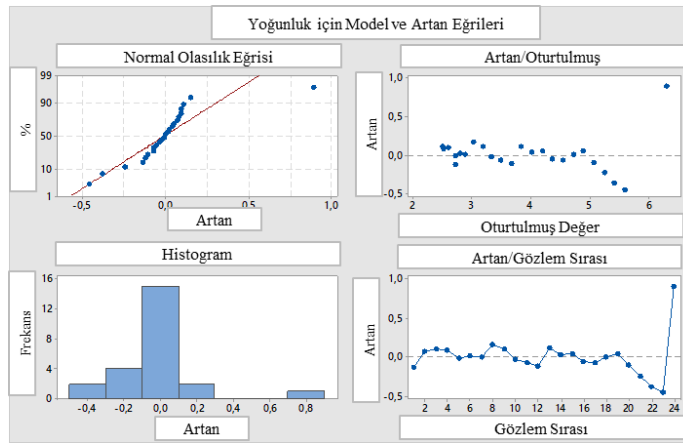 Yoğunluk için Model ve Artan Eğrileri
Normal Olasılık Eğrisi
%
99
90
50
10
1
-0,5
0,0
0,5
1,0
Artan
Artan/Oturtulmuş
Artan
1,0
0,5
0,0
-0,5
2
3
4
5
6
Oturtulmuş Değer
Histogram
Frekans
16
12
8
4
0
-0,4
-0,2
0,0
0,2
0,4
0,6
0,8
Artan
Artan/Gözlem Sırası
Artan
1,0
0,5
0,0
-0,5
2 4 6 8 10 12 14 16 18 20 22 24
Gözlem Sırası